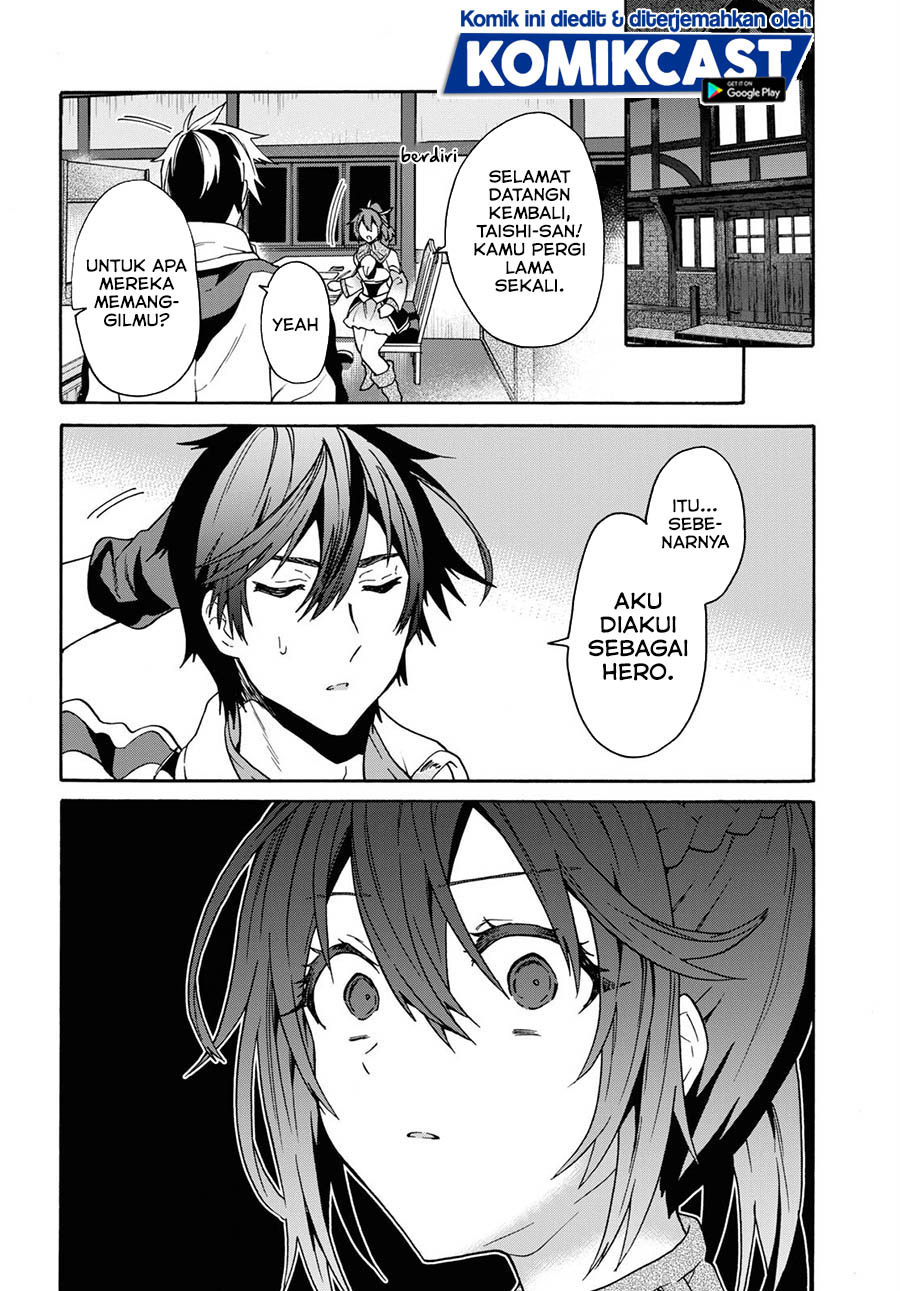 Komik ini diedit & diterjemahkan oleh
KOMIKCAST
GET IT ON
Google Play
berdiri
SELAMAT
DATANGN
KEMBALI,
TAISHI-SAN!
KAMU PERGI
LAMA
SEKALI.
YEAH
UNTUK APA
MEREKA
MEMANG-
GILMU?
ITU...
SEBE-
NARNYA
AKU
DIAKUI
SEBAGAI
HERO.